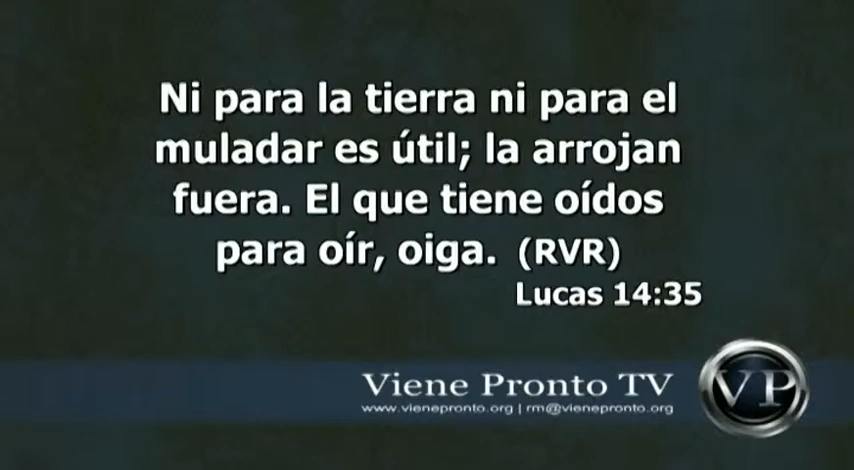 Ni para la tierra ni para el
muladar es útil; la arrojan
fuera. El que tiene oídos
para oír, oiga. (RVR)
Lucas 14:35
Viene Pronto TV
www.vienepronto.org | rm@vienepronto.org
VP